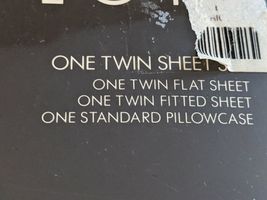 ONE TWIN SHEET
ONE TWIN FLAT SHEET
ONE TWIN FITTED SHEET
ONE STANDARD PILLOWCASE